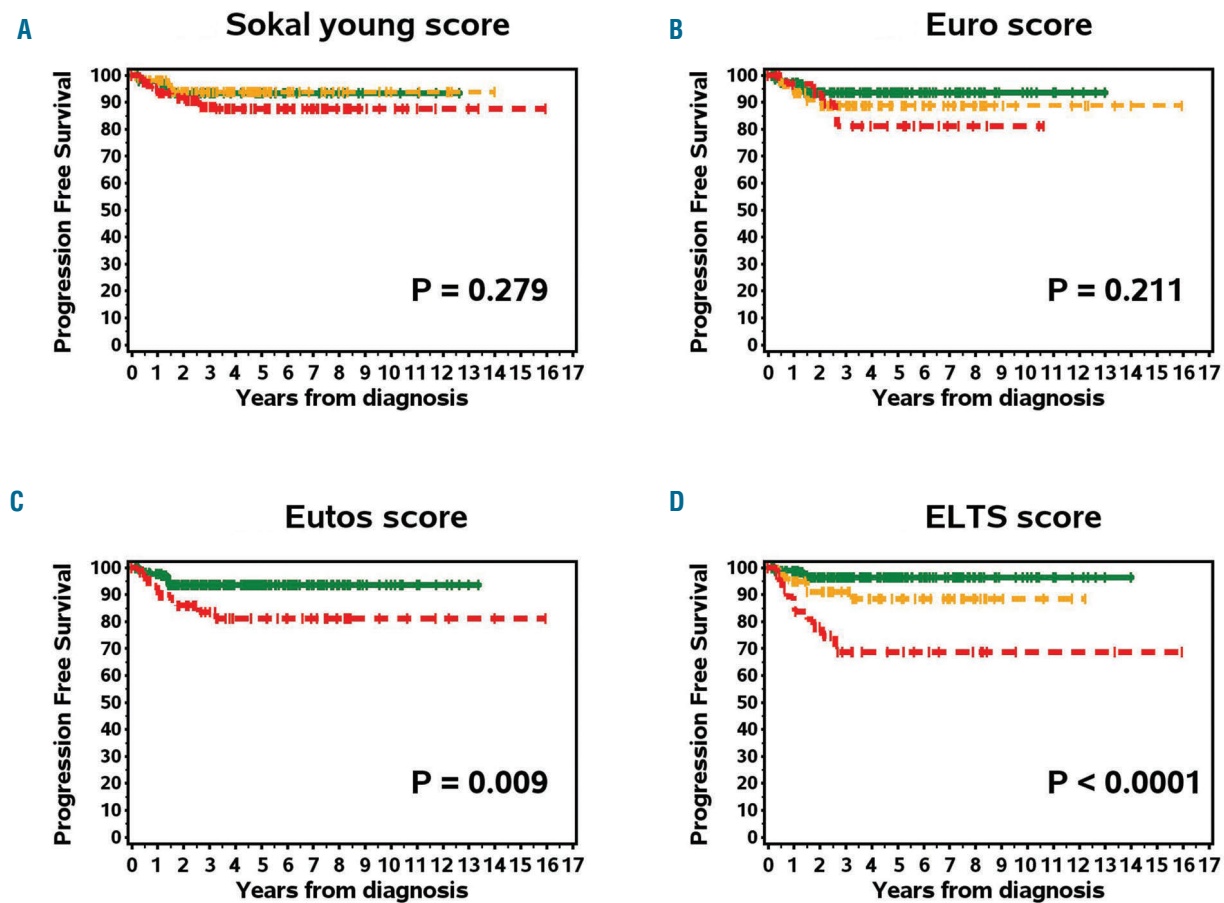 A
Sokal young score
Progression Free Survival
100
90
80
70
60
50
40
30
20
10
0
P = 0.279
0 1 2 3 4 5 6 7 8 9 10 11 12 13 14 15 16 17
Years from diagnosis
B
Euro score
Progression Free Survival
100
90
80
70
60
50
40
30
20
10
0
P = 0.211
0 1 2 3 4 5 6 7 8 9 10 11 12 13 14 15 16 17
Years from diagnosis
C
Eutos score
Progression Free Survival
100
90
80
70
60
50
40
30
20
10
0
P = 0.009
0 1 2 3 4 5 6 7 8 9 10 11 12 13 14 15 16 17
Years from diagnosis
D
ELTS score
Progression Free Survival
100
90
80
70
60
50
40
30
20
10
0
P < 0.0001
0 1 2 3 4 5 6 7 8 9 10 11 12 13 14 15 16 17
Years from diagnosis